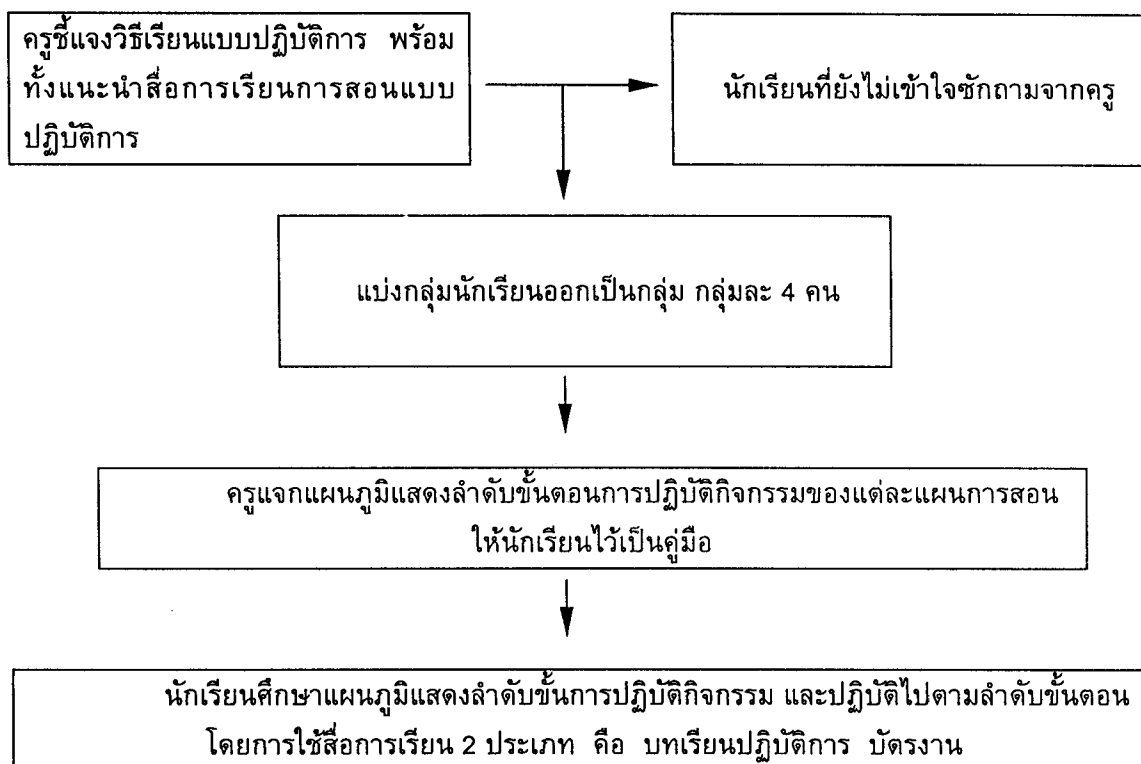 ครูชี้แจงวิธีเรียนแบบปฏิบัติการ พร้อม
ทั้งแนะนำสื่อการเรียนการสอนแบบ
ปฏิบัติการ
นักเรียนที่ยังไม่เข้าใจซักถามจากครู
แบ่งกลุ่มนักเรียนออกเป็นกลุ่ม กลุ่มละ 4 คน
ครูแจกแผนภูมิแสดงลำดับขั้นตอนการปฏิบัติกิจกรรมของแต่ละแผนการสอน
ให้นักเรียนไว้เป็นคู่มือ
นักเรียนศึกษาแผนภูมิแสดงลำดับขั้นการปฏิบัติกิจกรรม และปฏิบัติไปตามลำดับขั้นตอน
โดยการใช้สื่อการเรียน 2 ประเภท คือ บทเรียนปฏิบัติการ บัตรงาน